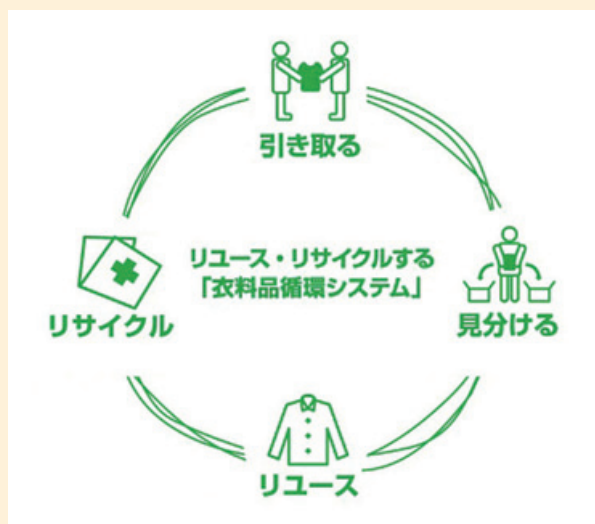 引き取る
リユース・リサイクルする
「衣料品循環システム」
リサイクル
見分ける
リユース